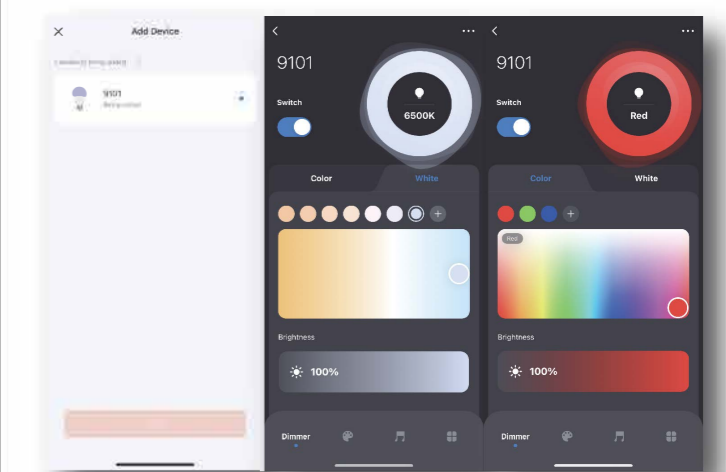 Add Device
9101
9101
Switch
6500K
Color White
Brightness
100%
Dimmer
9101
Switch
Red
Color White
Red
Brightness
100%
Dimmer